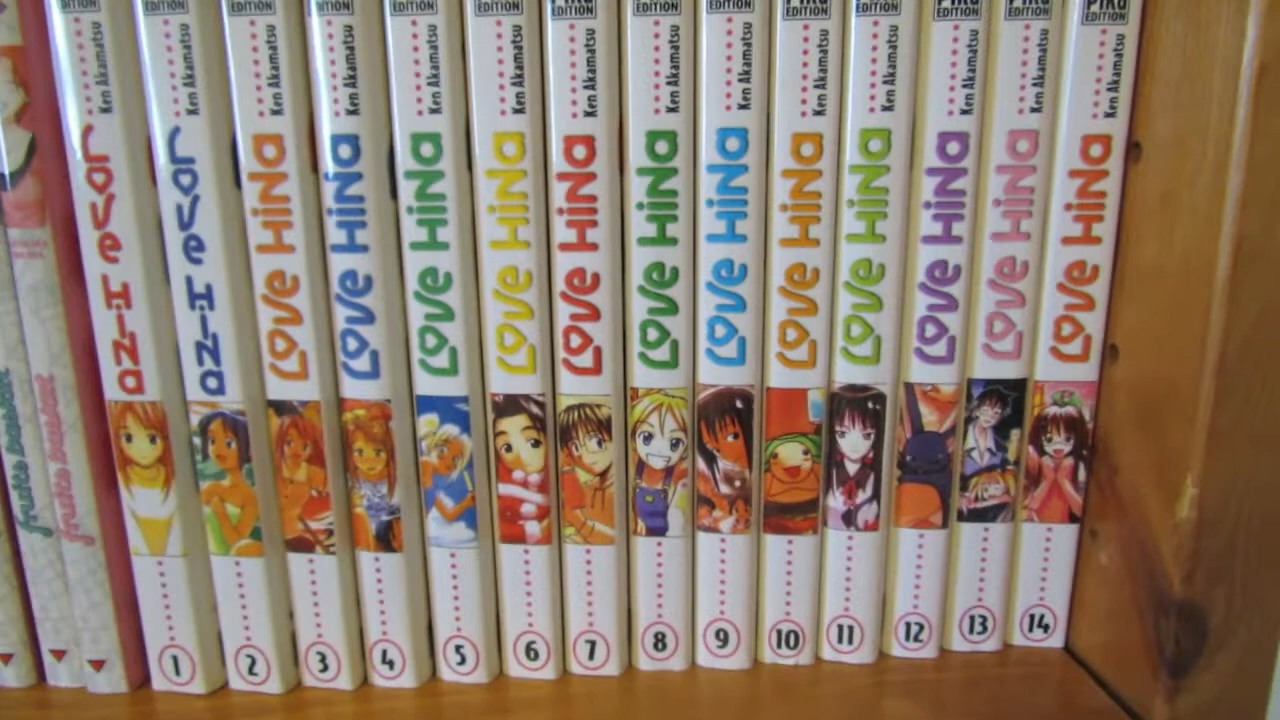 EDITION
Ken Akamatsu
Love Hina
1
EDITION
Ken Akamatsu
Love Hina
2
EDITION
Ken Akamatsu
Love Hina
3
EDITION
Ken Akamatsu
Love Hina
4
EDITION
Ken Akamatsu
Love Hina
5
EDITION
Ken Akamatsu
Love Hina
6
EDITION
Ken Akamatsu
Love Hina
7
EDITION
Ken Akamatsu
Love Hina
8
EDITION
Ken Akamatsu
Love Hina
9
Pika
EDITION
Ken Akamatsu
Love Hina
10
EDITION
Ken Akamatsu
Love Hina
11
Pika
EDITION
Ken Akamatsu
Love Hina
12
Pika
EDITION
Ken Akamatsu
Love Hina
13
Pika
EDITION
Ken Akamatsu
Love Hina
14
fruits basket
fruits basket